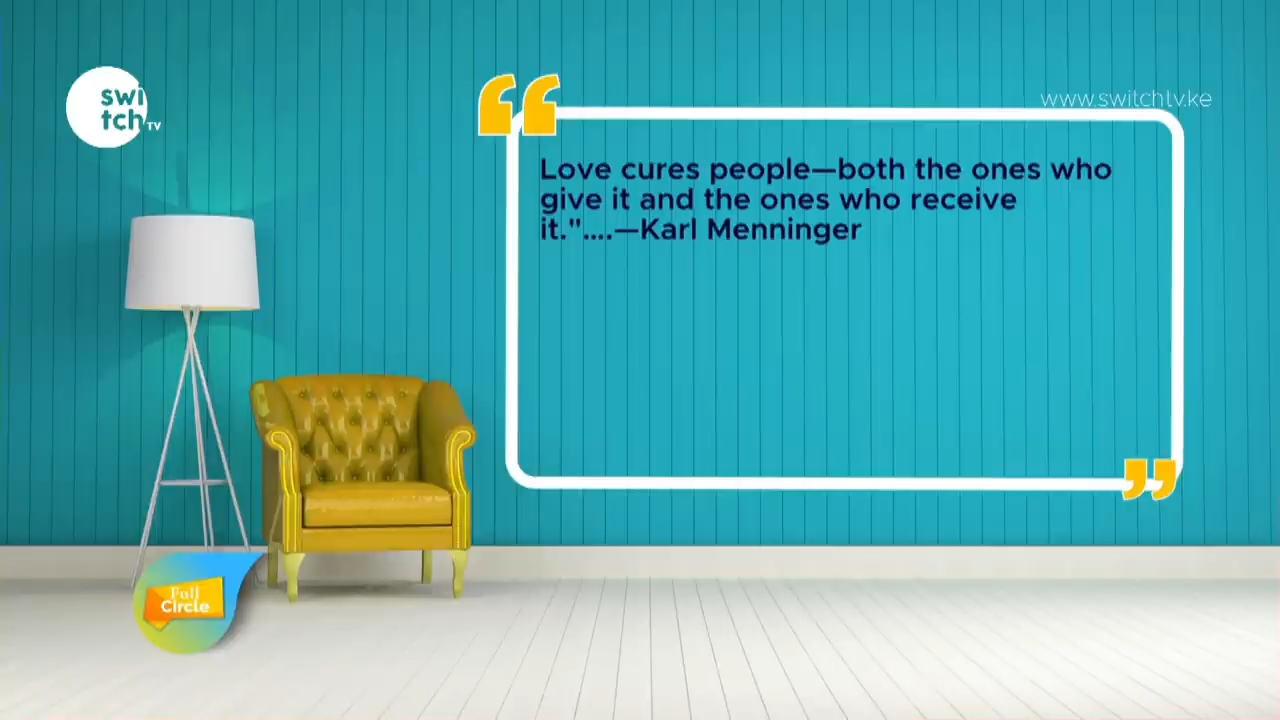 swi
tch TV
www.switchtv.ke
Love cures people—both the ones who
give it and the ones who receive
it."....—Karl Menninger
Full
Circle